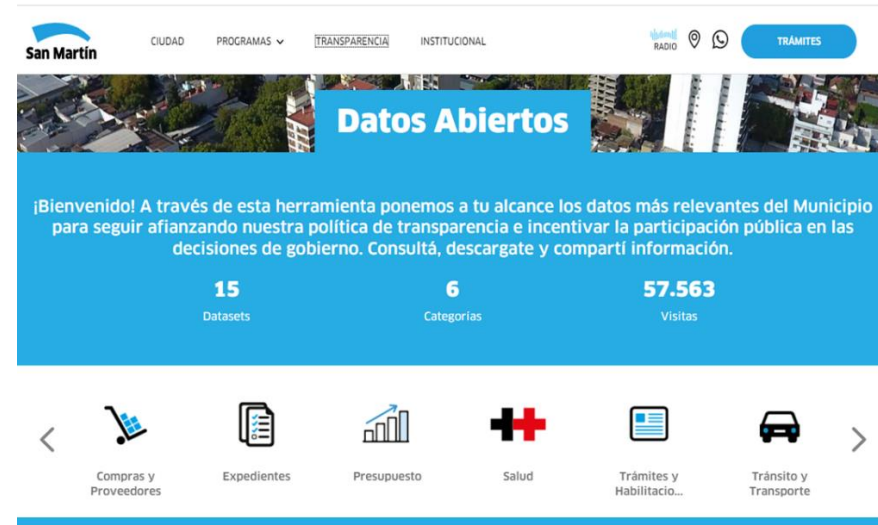 San Martín
CIUDAD
PROGRAMAS
TRANSPARENCIA
INSTITUCIONAL
RADIO
TRÁMITES
Datos Abiertos
¡Bienvenido! A través de esta herramienta ponemos a tu alcance los datos más relevantes del Municipio
para seguir afianzando nuestra política de transparencia e incentivar la participación pública en las
decisiones de gobierno. Consultá, descargate y compartí información.
15
Datasets
6
Categorías
57.563
Visitas
Compras y
Proveedores
Expedientes
Presupuesto
Salud
Trámites y
Habilitacio...
Tránsito y
Transporte